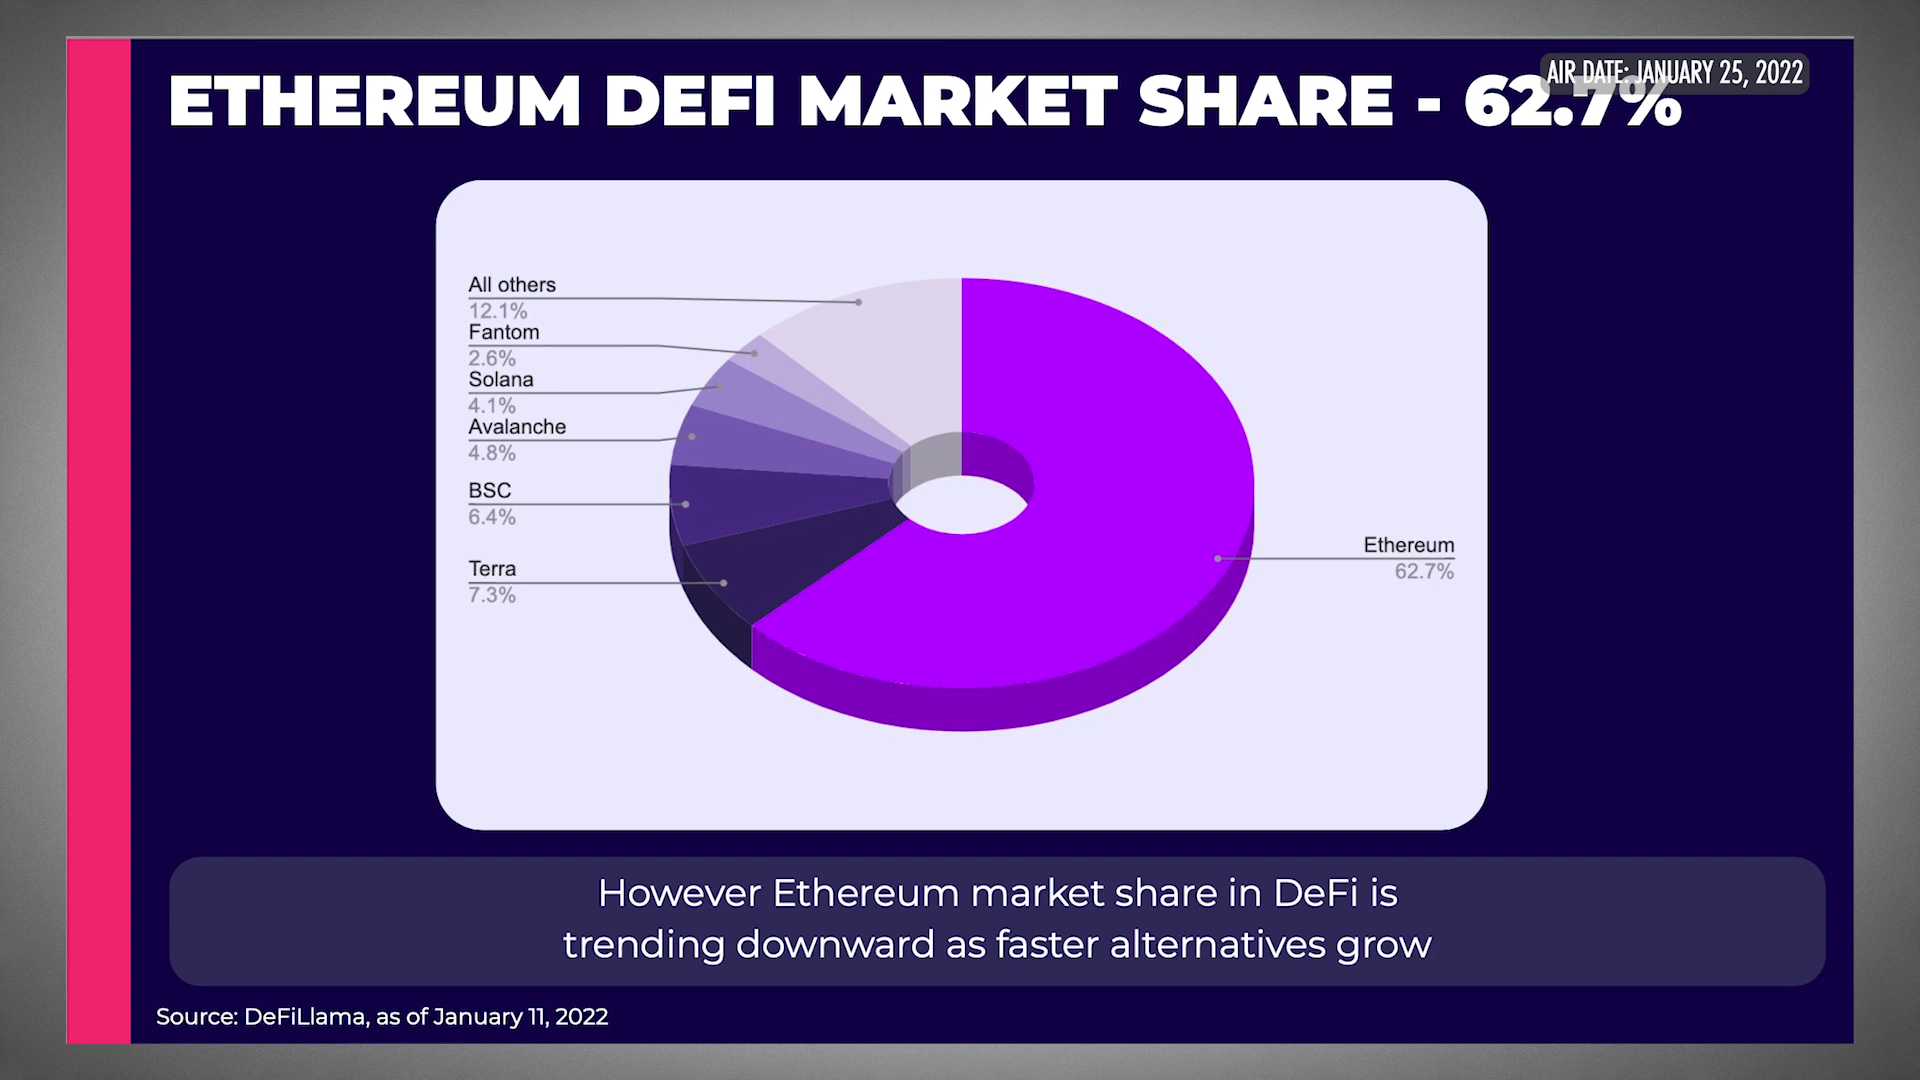 AIR DATE: JANUARY 25, 2022
ETHEREUM DEFI MARKET SHARE - 62.7%
All others
12.1%
Fantom
2.6%
Solana
4.1%
Avalanche
4.8%
BSC
6.4%
Terra
7.3%
Ethereum
62.7%
However Ethereum market share in DeFi is
trending downward as faster alternatives grow
Source: DeFiLlama, as of January 11, 2022